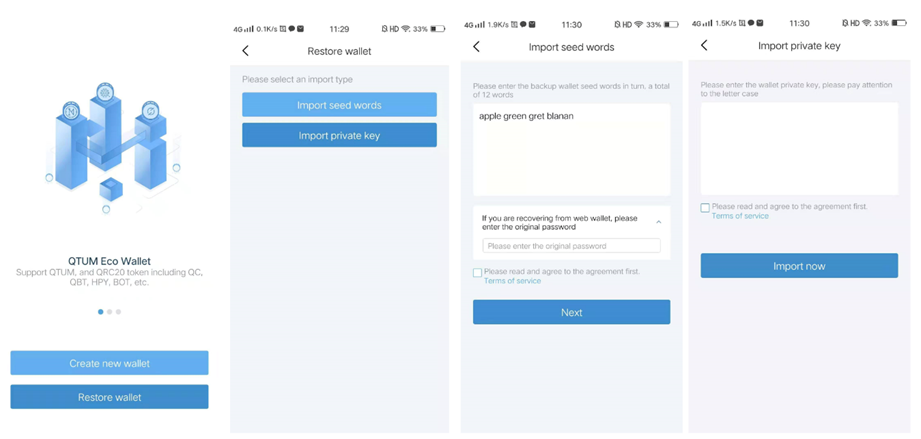 QTUM Eco Wallet
Support QTUM, and QRC20 token including QC,
QBT, HPY, BOT, etc.
Create new wallet
Restore wallet
4G 0.1K/s 11:29 HD 33%
Restore wallet
Please select an import type
Import seed words
Import private key
4G 1.9K/s 11:30 HD 33%
Import seed words
Please enter the backup wallet seed words in turn, a total
of 12 words
apple green gret blanan
If you are recovering from web wallet, please
enter the original password
Please enter the original password
Please read and agree to the agreement first.
Terms of service
Next
4G 1.5K/s 11:30 HD 33%
Import private key
Please enter the wallet private key, please pay attention
to the letter case
Please read and agree to the agreement first.
Terms of service
Import now